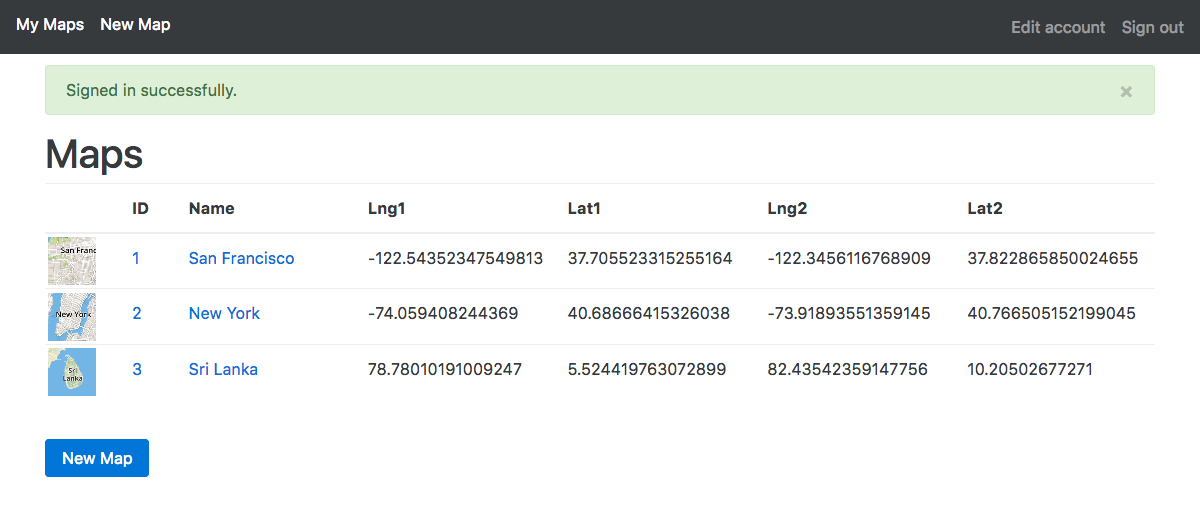 My Maps New Map Edit account Sign out
Signed in successfully. ×
Maps
ID Name Lng1 Lat1 Lng2 Lat2
San Franc 1 San Francisco -122.54352347549813 37.705523315255164 -122.3456116768909 37.822865850024655
New York 2 New York -74.059408244369 40.68666415326038 -73.91893551359145 40.766505152199045
Sri Lanka 3 Sri Lanka 78.78010191009247 5.524419763072899 82.43542359147756 10.20502677271
New Map